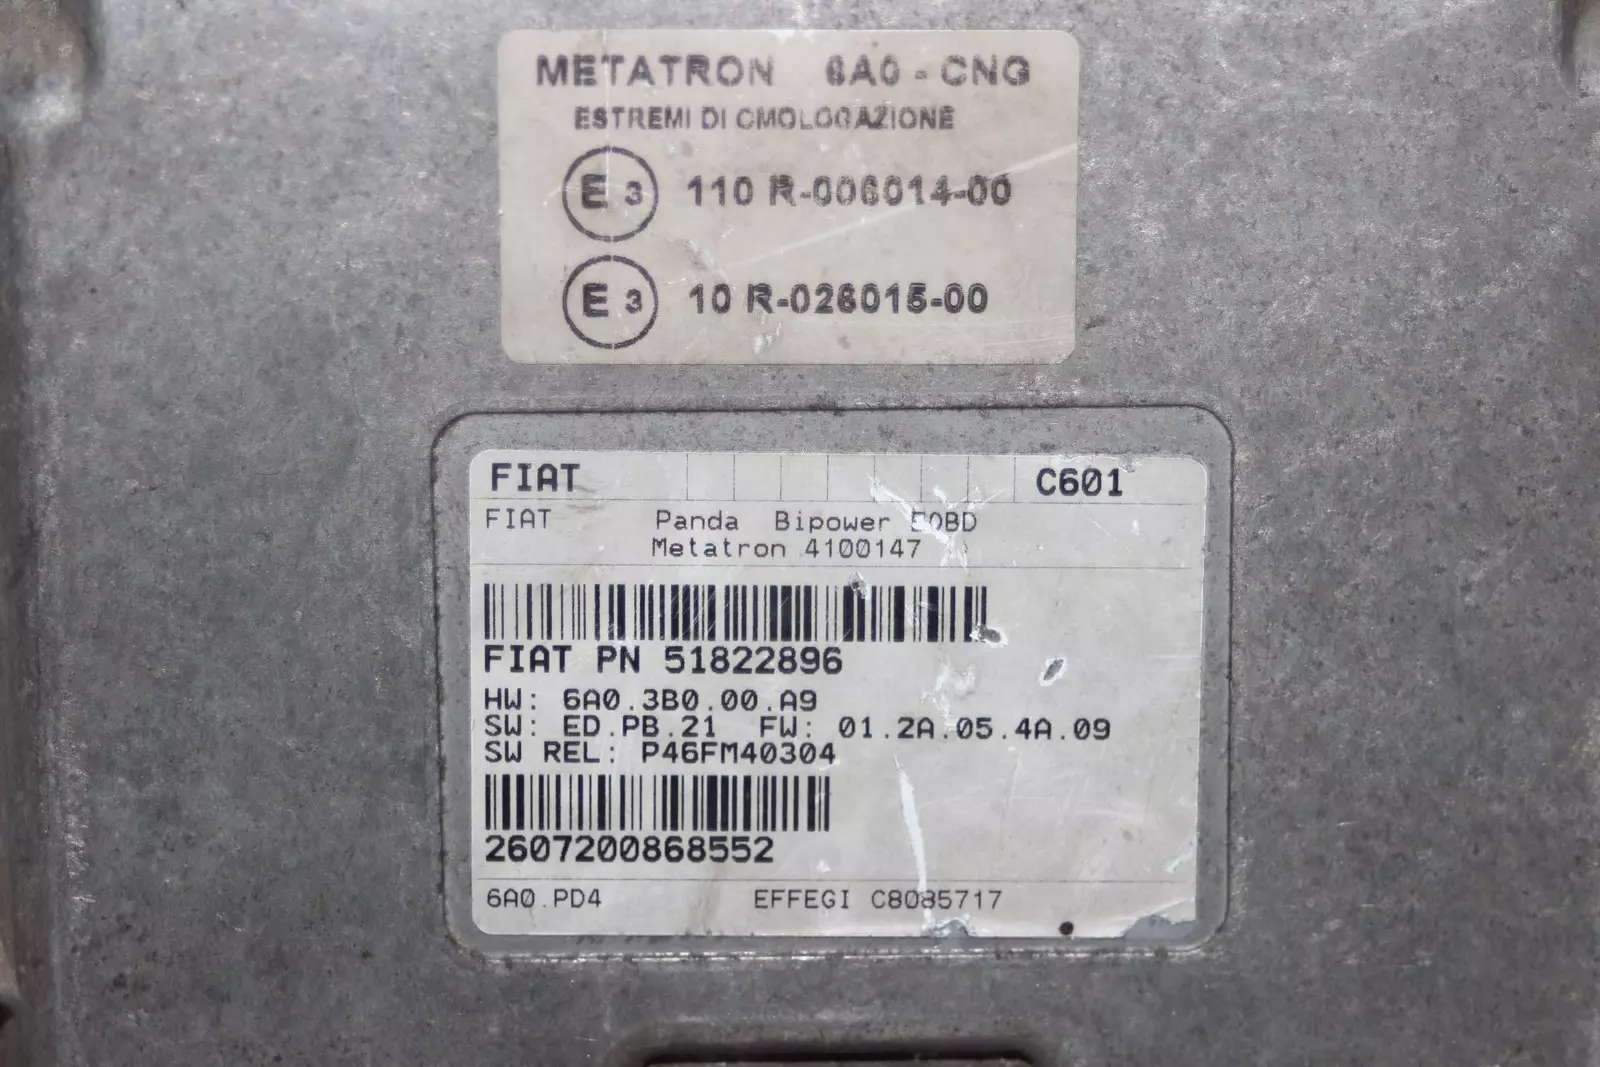 METATRON 6A0 - CNG
ESTREMI DI OMOLOGAZIONE
E 3 110 R-006014-00
E 3 10 R-026015-00
FIAT C601
FIAT Panda Bipower EOBD
Metatron 4100147
FIAT PN 51822896
HW: 6A0.3B0.00.A9
SW: ED.PB.21 FW: 01.2A.05.4A.09
SW REL: P46FM40304
2607200868552
6A0.PD4 EFFEGI C8085717